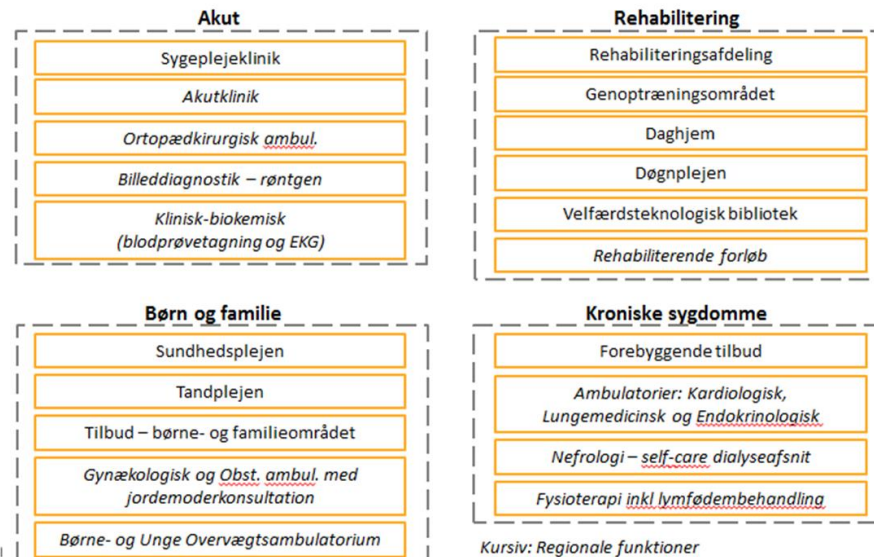 Akut
Sygeplejeklinik
Akutklinik
Ortopædkirurgisk ambul.
Billeddiagnostik – røntgen
Klinisk-biokemisk
(blodprøvetagning og EKG)
Rehabilitering
Rehabiliteringsafdeling
Genoptræningsområdet
Daghjem
Døgnplejen
Velfærdsteknologisk bibliotek
Rehabiliterende forløb
Børn og familie
Sundhedsplejen
Tandplejen
Tilbud – børne- og familieområdet
Gynækologisk og Obst. ambul. med
jordemoderkonsultation
Børne- og Unge Overvægtsambulatorium
Kroniske sygdomme
Forebyggende tilbud
Ambulatorier: Kardiologisk,
Lungemedicinsk og Endokrinologisk
Nefrologi – self-care dialyseafsnit
Fysioterapi inkl lymfødembehandling
Kursiv: Regionale funktioner